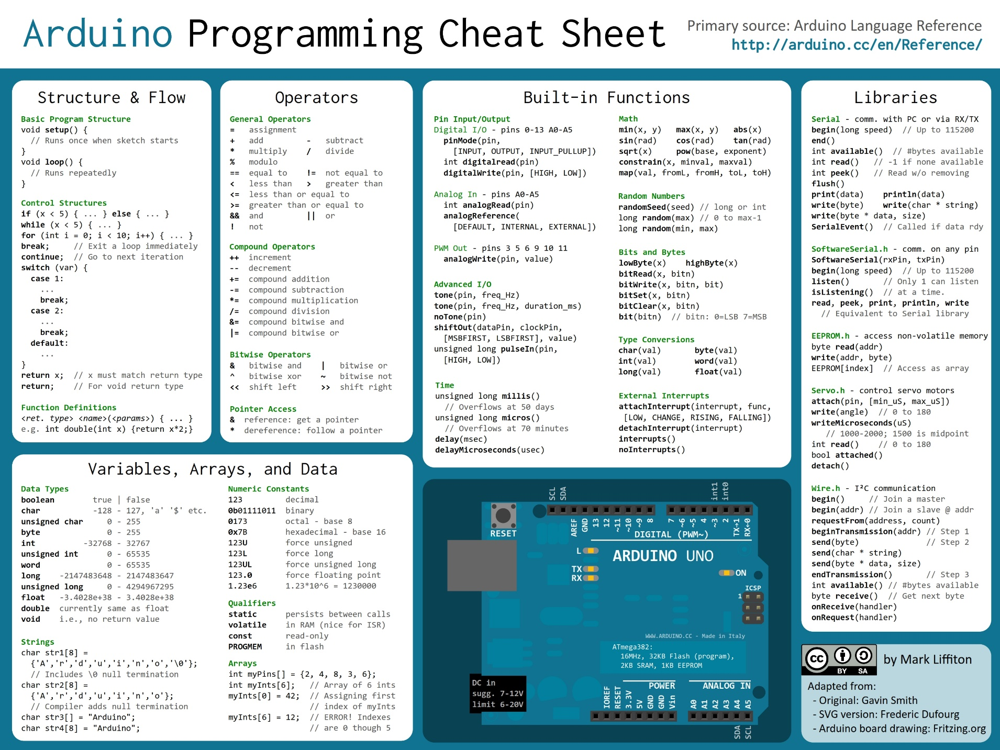 Arduino Programming Cheat Sheet
Primary source: Arduino Language Reference
http://arduino.cc/en/Reference/
Structure & Flow
Basic Program Structure
void setup() {
// Runs once when sketch starts
}
void loop() {
// Runs repeatedly
}
Control Structures
if (x < 5) { ... } else { ... }
while (x < 5) { ... }
for (int i = 0; i < 10; i++) { ... }
break; // Exit a loop immediately
continue; // Go to next iteration
switch (var) {
case 1:
...
break;
case 2:
...
break;
default:
...
}
return x; // x must match return type
return; // For void return type
Function Definitions
<ret. type> <name>(<params>) { ... }
e.g. int double(int x) {return x*2;}
Operators
General Operators
= assignment
+ add - subtract
* multiply / divide
% modulo
== equal to != not equal to
< less than > greater than
<= less than or equal to
>= greater than or equal to
&& and || or
! not
Compound Operators
++ increment
-- decrement
+= compound addition
-= compound subtraction
*= compound multiplication
/= compound division
&= compound bitwise and
|= compound bitwise or
Bitwise Operators
& bitwise and | bitwise or
^ bitwise xor ~ bitwise not
<< shift left >> shift right
Pointer Access
& reference: get a pointer
* dereference: follow a pointer
Built-in Functions
Pin Input/Output
Digital I/O - pins 0-13 A0-A5
pinMode(pin,
[INPUT, OUTPUT, INPUT_PULLUP])
int digitalread(pin)
digitalWrite(pin, [HIGH, LOW])
Analog In - pins A0-A5
int analogRead(pin)
analogReference(
[DEFAULT, INTERNAL, EXTERNAL])
PWM Out - pins 3 5 6 9 10 11
analogWrite(pin, value)
Advanced I/O
tone(pin, freq_Hz)
tone(pin, freq_Hz, duration_ms)
noTone(pin)
shiftOut(dataPin, clockPin,
[MSBFIRST, LSBFIRST], value)
unsigned long pulseIn(pin,
[HIGH, LOW])
Time
unsigned long millis()
// Overflows at 50 days
unsigned long micros()
// Overflows at 70 minutes
delay(msec)
delayMicroseconds(usec)
Math
min(x, y) max(x, y) abs(x)
sin(rad) cos(rad) tan(rad)
sqrt(x) pow(base, exponent)
constrain(x, minval, maxval)
map(val, fromL, fromH, toL, toH)
Random Numbers
randomSeed(seed) // long or int
long random(max) // 0 to max-1
long random(min, max)
Bits and Bytes
lowByte(x) highByte(x)
bitRead(x, bitn)
bitWrite(x, bitn, bit)
bitSet(x, bitn)
bitClear(x, bitn)
bit(bitn) // bitn: 0=LSB 7=MSB
Type Conversions
char(val) byte(val)
int(val) word(val)
long(val) float(val)
External Interrupts
attachInterrupt(interrupt, func,
[LOW, CHANGE, RISING, FALLING])
detachInterrupt(interrupt)
interrupts()
noInterrupts()
Libraries
Serial - comm. with PC or via RX/TX
begin(long speed) // Up to 115200
end()
int available() // #bytes available
int read() // -1 if none available
int peek() // Read w/o removing
flush()
print(data) println(data)
write(byte) write(char * string)
write(byte * data, size)
SerialEvent() // Called if data rdy
SoftwareSerial.h - comm. on any pin
SoftwareSerial(rxPin, txPin)
begin(long speed) // Up to 115200
listen() // Only 1 can listen
isListening() // at a time.
read, peek, print, println, write
// Equivalent to Serial library
EEPROM.h - access non-volatile memory
byte read(addr)
write(addr, byte)
EEPROM[index] // Access as array
Servo.h - control servo motors
attach(pin, [min_uS, max_uS])
write(angle) // 0 to 180
writeMicroseconds(uS)
// 1000-2000; 1500 is midpoint
int read() // 0 to 180
bool attached()
detach()
Wire.h - I²C communication
begin() // Join a master
begin(addr) // Join a slave @ addr
requestFrom(address, count)
beginTransmission(addr) // Step 1
send(byte) // Step 2
send(char * string)
send(byte * data, size)
endTransmission() // Step 3
int available() // #bytes available
byte receive() // Get next byte
onReceive(handler)
onRequest(handler)
Variables, Arrays, and Data
Data Types
boolean true | false
char -128 - 127, 'a' '$' etc.
unsigned char 0 - 255
byte 0 - 255
int -32768 - 32767
unsigned int 0 - 65535
word 0 - 65535
long -2147483648 - 2147483647
unsigned long 0 - 4294967295
float -3.4028e+38 - 3.4028e+38
double currently same as float
void i.e., no return value
Strings
char str1[8] =
{'A','r','d','u','i','n','o','\0'};
// Includes \0 null termination
char str2[8] =
{'A','r','d','u','i','n','o'};
// Compiler adds null termination
char str3[] = "Arduino";
char str4[8] = "Arduino";
Numeric Constants
123 decimal
0b01111011 binary
0173 octal - base 8
0x7B hexadecimal - base 16
123U force unsigned
123L force long
123UL force unsigned long
123.0 force floating point
1.23e6 1.23*10^6 = 1230000
Qualifiers
static persists between calls
volatile in RAM (nice for ISR)
const read-only
PROGMEM in flash
Arrays
int myPins[] = {2, 4, 8, 3, 6};
int myInts[6]; // Array of 6 ints
myInts[0] = 42; // Assigning first
// index of myInts
myInts[6] = 12; // ERROR! Indexes
// are 0 though 5
SCL
SDA
int1
int0
RESET
AREF
GND
13
12
~11
~10
~9
8
7
~6
~5
4
~3
2
TX→1
RX←0
DIGITAL (PWM~)
L
TX
RX
ARDUINO UNO
ON
ICSP
1
WWW.ARDUINO.CC - Made in Italy
ATmega382:
16MHz, 32KB Flash (program),
2KB SRAM, 1KB EEPROM
DC in
sugg. 7-12V
limit 6-20V
POWER
ANALOG IN
IOREF
RESET
3.3V
5V
GND
GND
Vin
A0
A1
A2
A3
A4
A5
SDA
SCL
cc
BY SA
by Mark Liffiton
Adapted from:
- Original: Gavin Smith
- SVG version: Frederic Dufourg
- Arduino board drawing: Fritzing.org